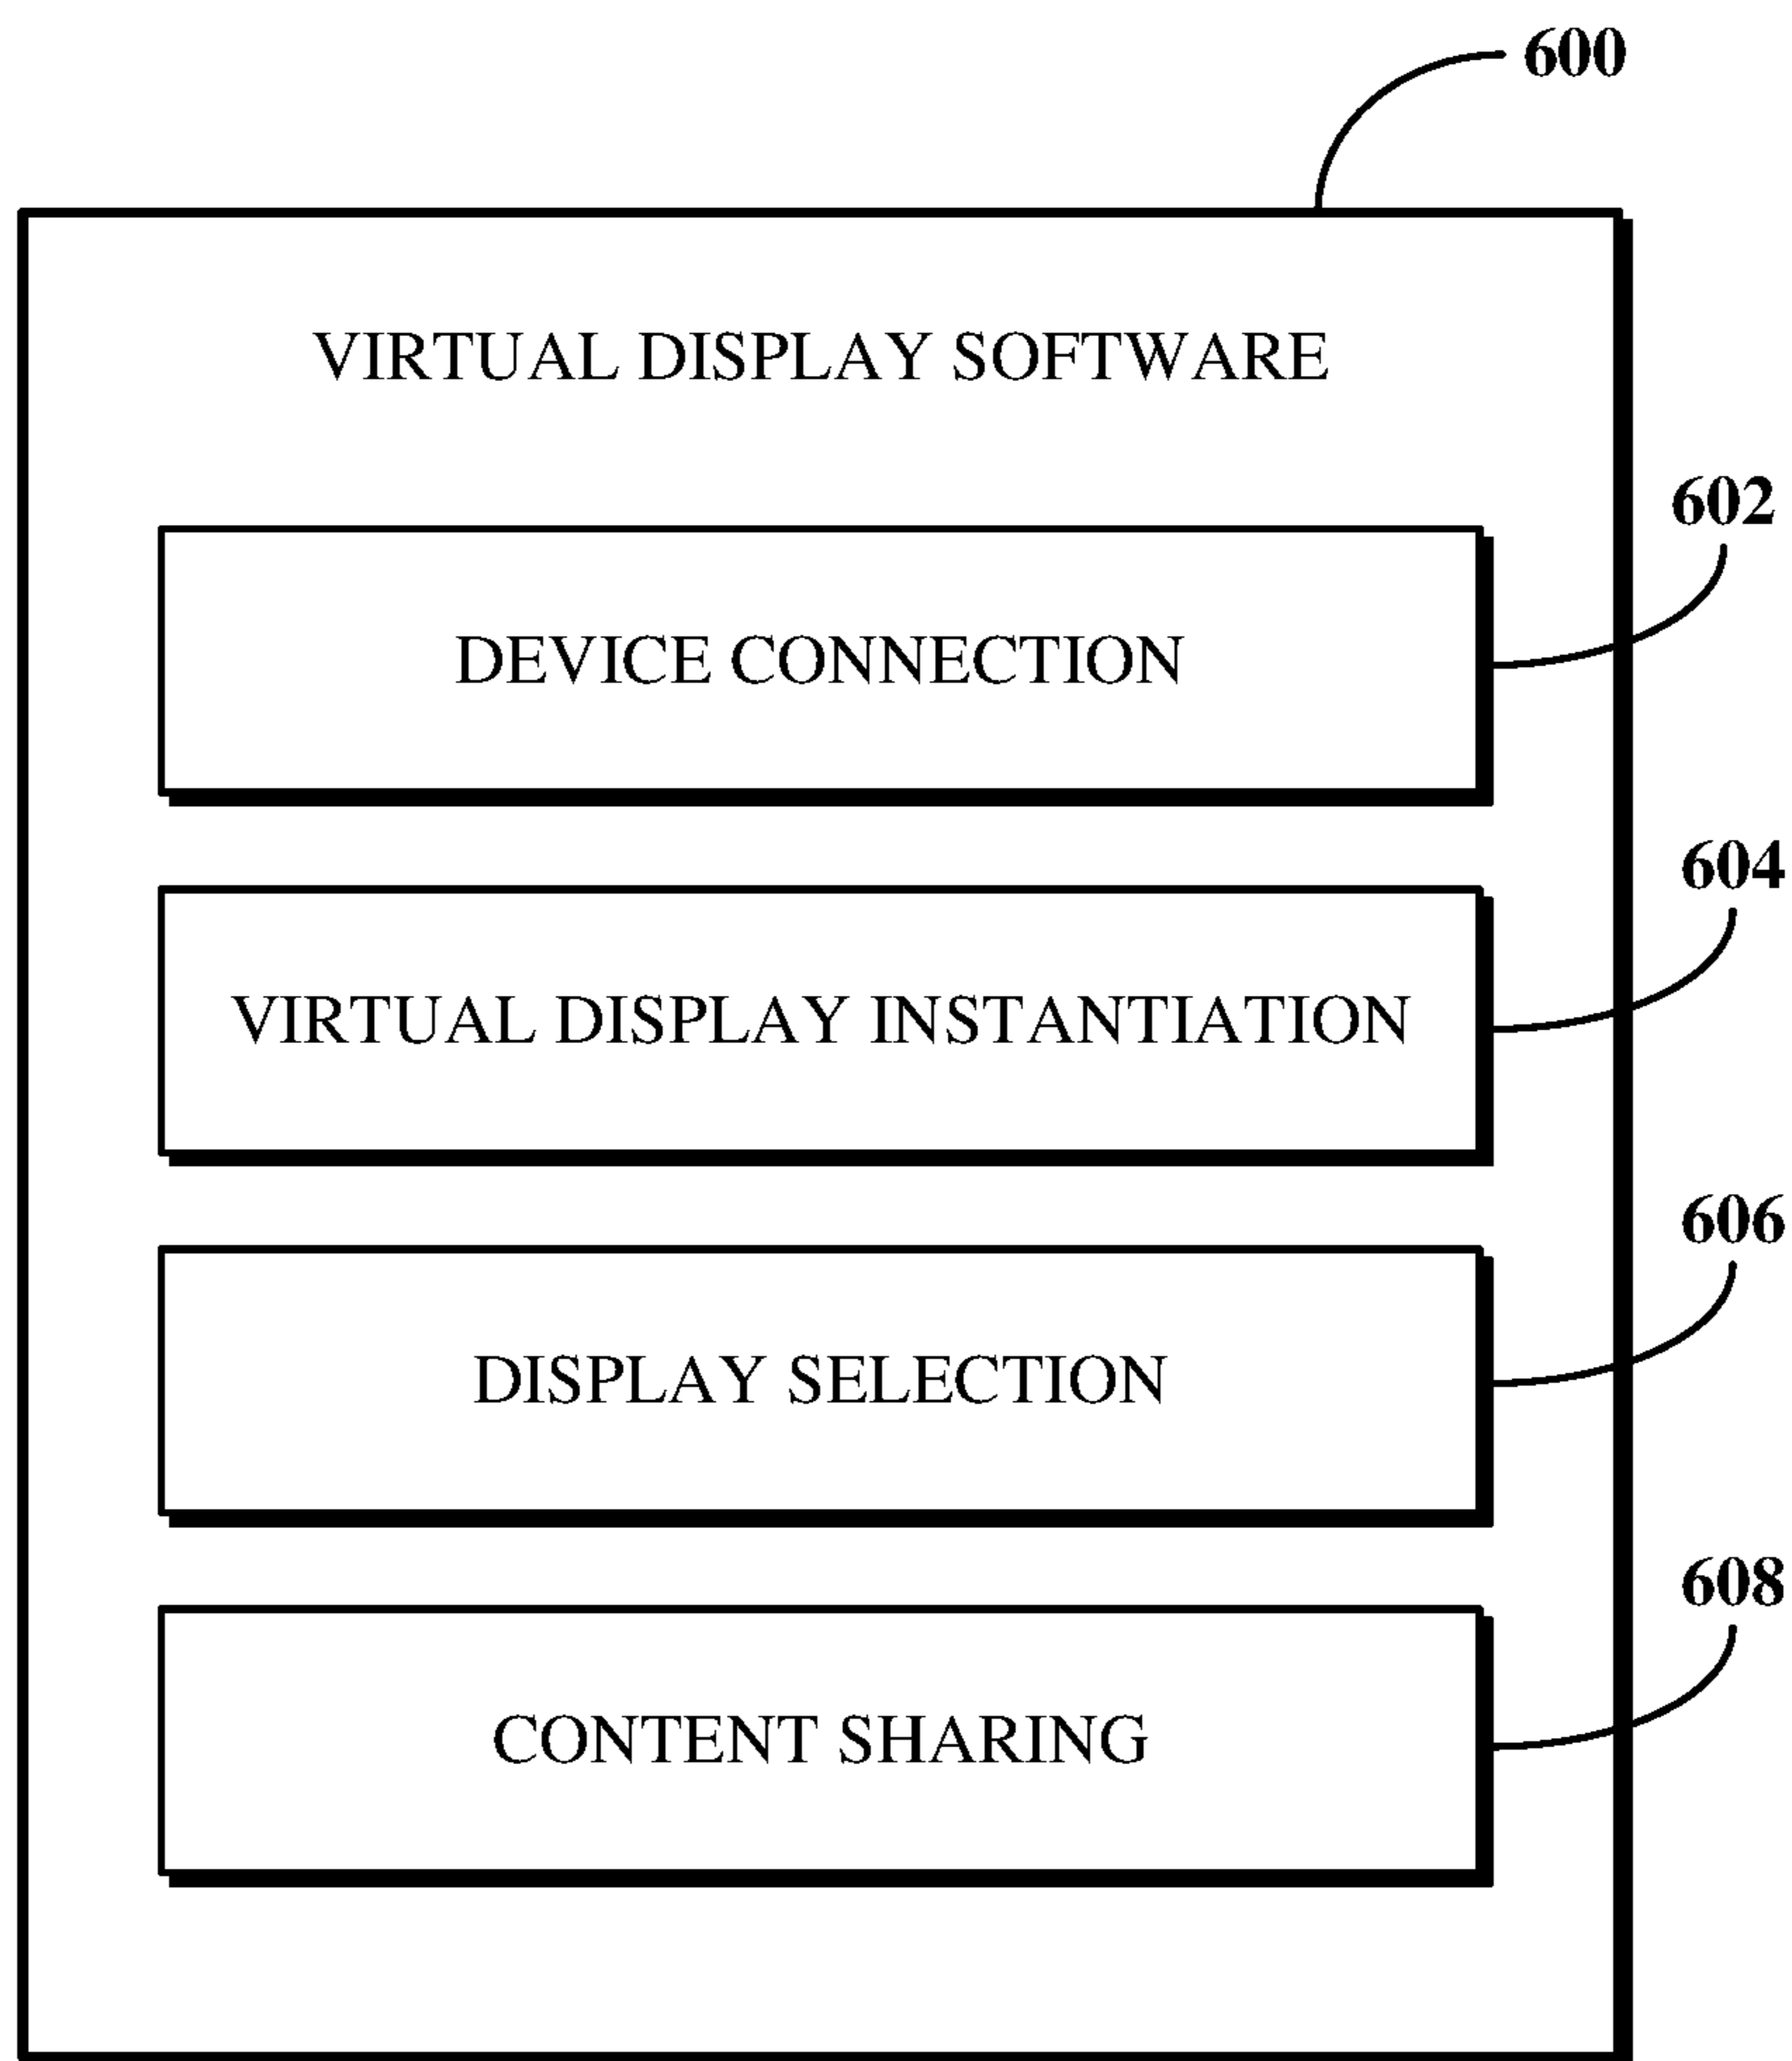 600
VIRTUAL DISPLAY SOFTWARE
602
DEVICE CONNECTION
604
VIRTUAL DISPLAY INSTANTIATION
606
DISPLAY SELECTION
608
CONTENT SHARING